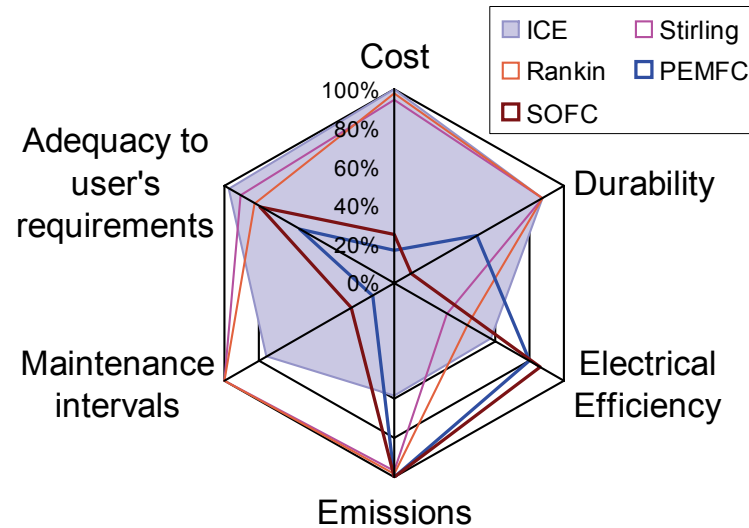 ICE
Stirling
Rankin
PEMFC
SOFC
Cost
100%
80%
60%
40%
20%
0%
Adequacy to
user's
requirements
Durability
Maintenance
intervals
Electrical
Efficiency
Emissions